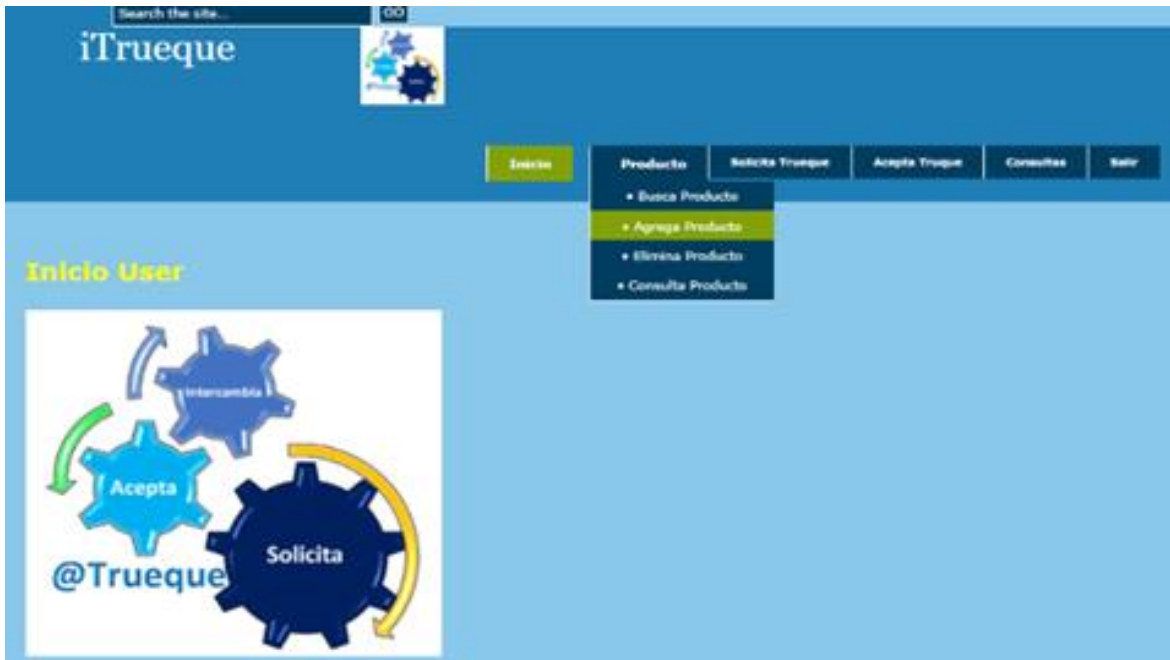 Search the site... GO
iTrueque
Inicio Producto Solicita Trueque Acepta Truque Consultas Salir
• Busca Producto
• Agrega Producto
• Elimina Producto
• Consulta Producto
Inicio User
Intercambia
Acepta
Solicita
@Trueque